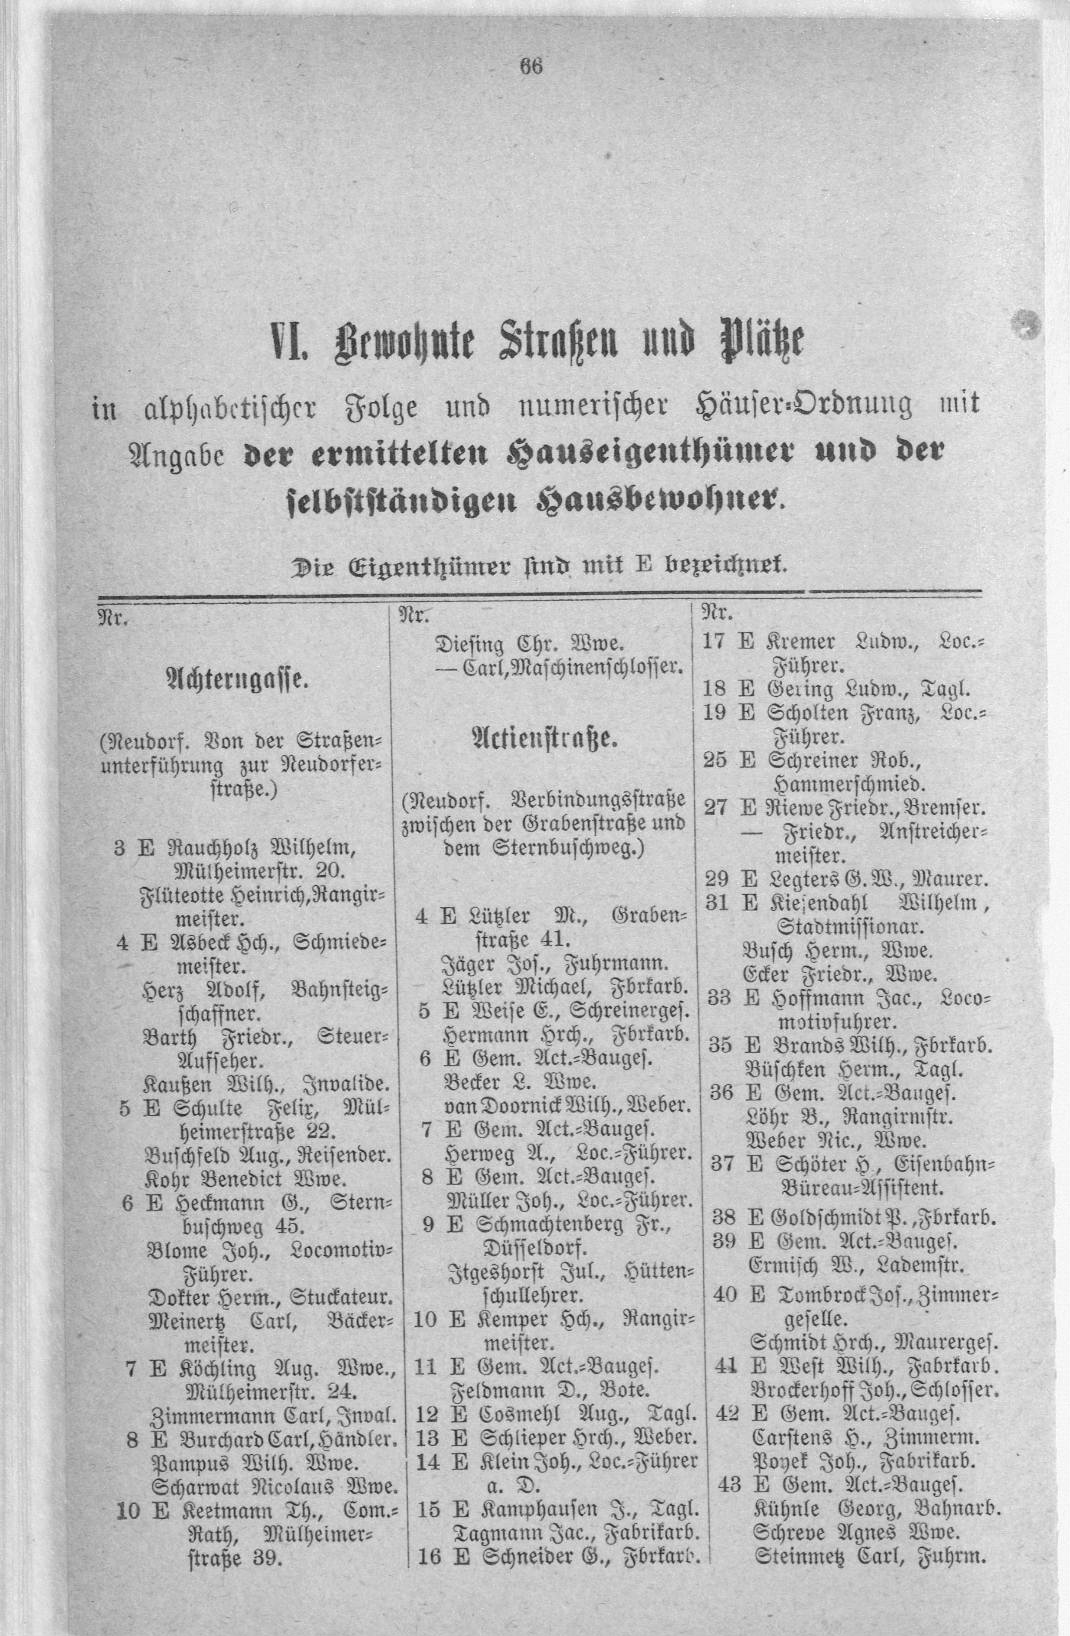 66
VI. Bewohnte Straßen und Plätze
in alphabetischer Folge und numerischer Häuser-Ordnung mit
Angabe der ermittelten Hauseigenthümer und der
selbstständigen Hausbewohner.
Die Eigenthümer sind mit E bezeichnet.
Nr.
Achterngasse.
(Neudorf. Von der Straßen-
unterführung zur Neudorfer-
straße.)
3 E Rauchholz Wilhelm,
Mülheimerstr. 20.
Flüteotte Heinrich, Rangir-
meister.
4 E Asbeck Hch., Schmiede-
meister.
Herz Adolf, Bahnsteig-
schaffner.
Barth Friedr., Steuer-
Aufseher.
Kaußen Wilh., Invalide.
5 E Schulte Felix, Mül-
heimerstraße 22.
Buschfeld Aug., Reisender.
Kohr Benedict Wwe.
6 E Heckmann G., Stern-
buschweg 45.
Blome Joh., Locomotiv-
Führer.
Dokter Herm., Stuckateur.
Meinertz Carl, Bäcker-
meister.
7 E Köchling Aug. Wwe.,
Mülheimerstr. 24.
Zimmermann Carl, Inval.
8 E Burchard Carl, Händler.
Pampus Wilh. Wwe.
Scharwat Nicolaus Wwe.
10 E Keetmann Th., Com.-
Rath, Mülheimer-
straße 39.
Nr.
Diesing Chr. Wwe.
— Carl, Maschinenschlosser.
Actienstraße.
(Neudorf. Verbindungsstraße
zwischen der Grabenstraße und
dem Sternbuschweg.)
4 E Lützler M., Graben-
straße 41.
Jäger Jos., Fuhrmann.
Lützler Michael, Fbrkarb.
5 E Weise E., Schreinerges.
Hermann Hrch., Fbrkarb.
6 E Gem. Act.-Bauges.
Becker L. Wwe.
van Doornick Wilh., Weber.
7 E Gem. Act.-Bauges.
Herweg A., Loc.-Führer.
8 E Gem. Act.-Bauges.
Müller Joh., Loc.-Führer.
9 E Schmachtenberg Fr.,
Düsseldorf.
Itgeshorst Jul., Hütten-
schullehrer.
10 E Kemper Hch., Rangir-
meister.
11 E Gem. Act.-Bauges.
Feldmann D., Bote.
12 E Cosmehl Aug., Tagl.
13 E Schlieper Hrch., Weber.
14 E Klein Joh., Loc.-Führer
a. D.
15 E Kamphausen J., Tagl.
Tagmann Jac., Fabrikarb.
16 E Schneider G., Fbrkarb.
Nr.
17 E Kremer Ludw., Loc.-
Führer.
18 E Gering Ludw., Tagl.
19 E Scholten Franz, Loc.-
Führer.
25 E Schreiner Rob.,
Hammerschmied.
27 E Riewe Friedr., Bremser.
— Friedr., Anstreicher-
meister.
29 E Legters G. W., Maurer.
31 E Kiesendahl Wilhelm,
Stadtmissionar.
Busch Herm., Wwe.
Ecker Friedr., Wwe.
33 E Hoffmann Jac., Loco-
motivfuhrer.
35 E Brands Wilh., Fbrkarb.
Büschken Herm., Tagl.
36 E Gem. Act.-Bauges.
Löhr B., Rangirmstr.
Weber Nic., Wwe.
37 E Schöter H., Eisenbahn-
Büreau-Assistent.
38 E Goldschmidt P., Fbrkarb.
39 E Gem. Act.-Bauges.
Ermisch W., Lademstr.
40 E Tombrock Jos., Zimmer-
geselle.
Schmidt Hrch., Maurerges.
41 E West Wilh., Fabrkarb.
Brockerhoff Joh., Schlosser.
42 E Gem. Act.-Bauges.
Carstens H., Zimmerm.
Poyek Joh., Fabrikarb.
43 E Gem. Act.-Bauges.
Kühnle Georg, Bahnarb.
Schreve Agnes Wwe.
Steinmetz Carl, Fuhrm.